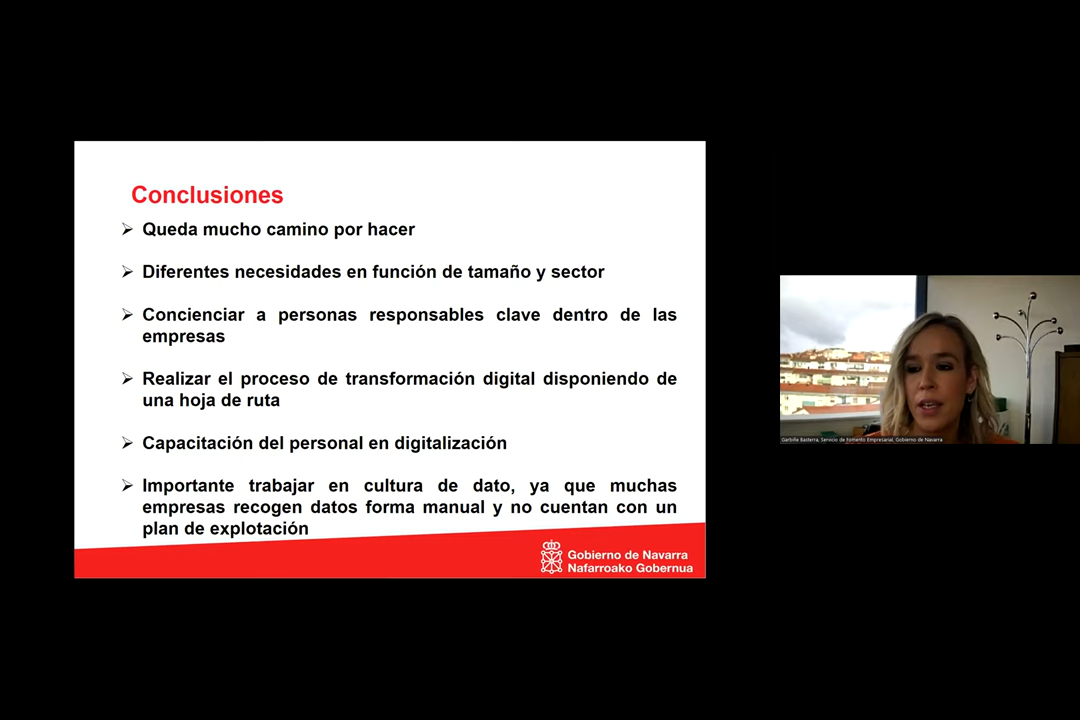 Conclusiones
Queda mucho camino por hacer
Diferentes necesidades en función de tamaño y sector
Concienciar a personas responsables clave dentro de las
empresas
Realizar el proceso de transformación digital disponiendo de
una hoja de ruta
Capacitación del personal en digitalización
Importante trabajar en cultura de dato, ya que muchas
empresas recogen datos forma manual y no cuentan con un
plan de explotación
Gobierno de Navarra
Nafarroako Gobernua
Garbiñe Basterra, Servicio de Fomento Empresarial, Gobierno de Navarra